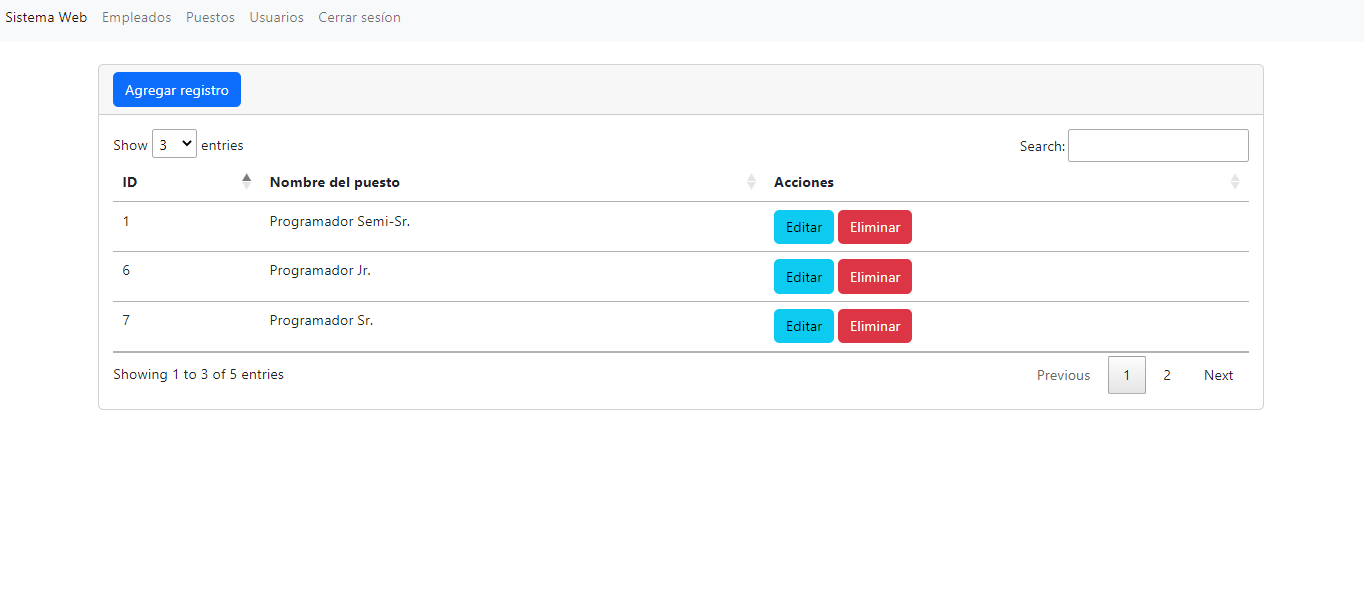 Sistema Web Empleados Puestos Usuarios Cerrar sesíon
Agregar registro
Show 3 entries Search:
ID Nombre del puesto Acciones
1 Programador Semi-Sr. Editar Eliminar
6 Programador Jr. Editar Eliminar
7 Programador Sr. Editar Eliminar
Showing 1 to 3 of 5 entries Previous 1 2 Next